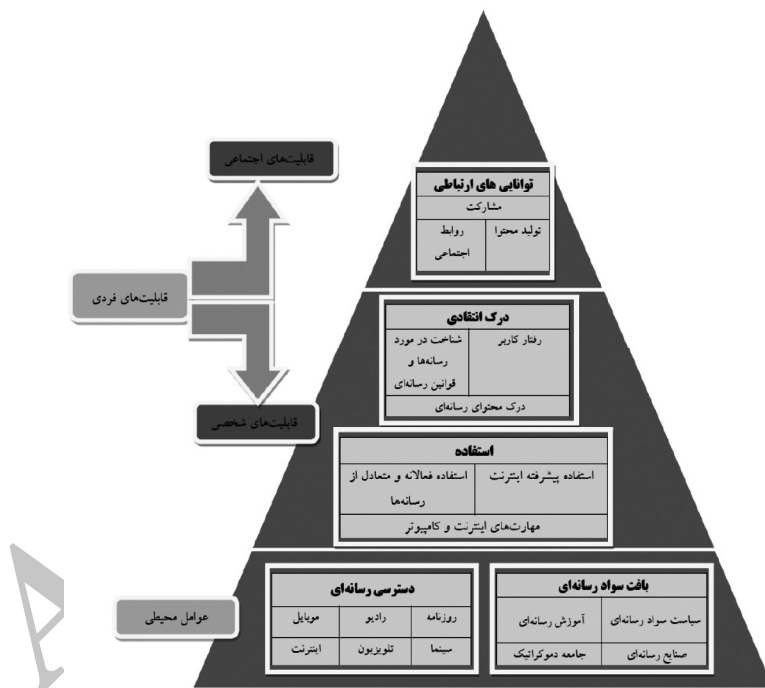 قابلیت‌های اجتماعی
قابلیت‌های فردی
قابلیت‌های شخصی
عوامل محیطی
توانایی های ارتباطی
مشارکت
تولید محتوا
روابط
اجتماعی
درک انتقادی
رفتار کاربر
شناخت در مورد
رسانه‌ها و
قوانین رسانه‌ای
درک محتوای رسانه‌ای
استفاده
استفاده پیشرفته اینترنت
استفاده فعالانه و متعادل از
رسانه‌ها
مهارت‌های اینترنت و کامپیوتر
بافت سواد رسانه‌ای
سیاست سواد رسانه‌ای
آموزش رسانه‌ای
صنایع رسانه‌ای
جامعه دموکراتیک
دسترسی رسانه‌ای
روزنامه
رادیو
موبایل
سینما
تلویزیون
اینترنت
A